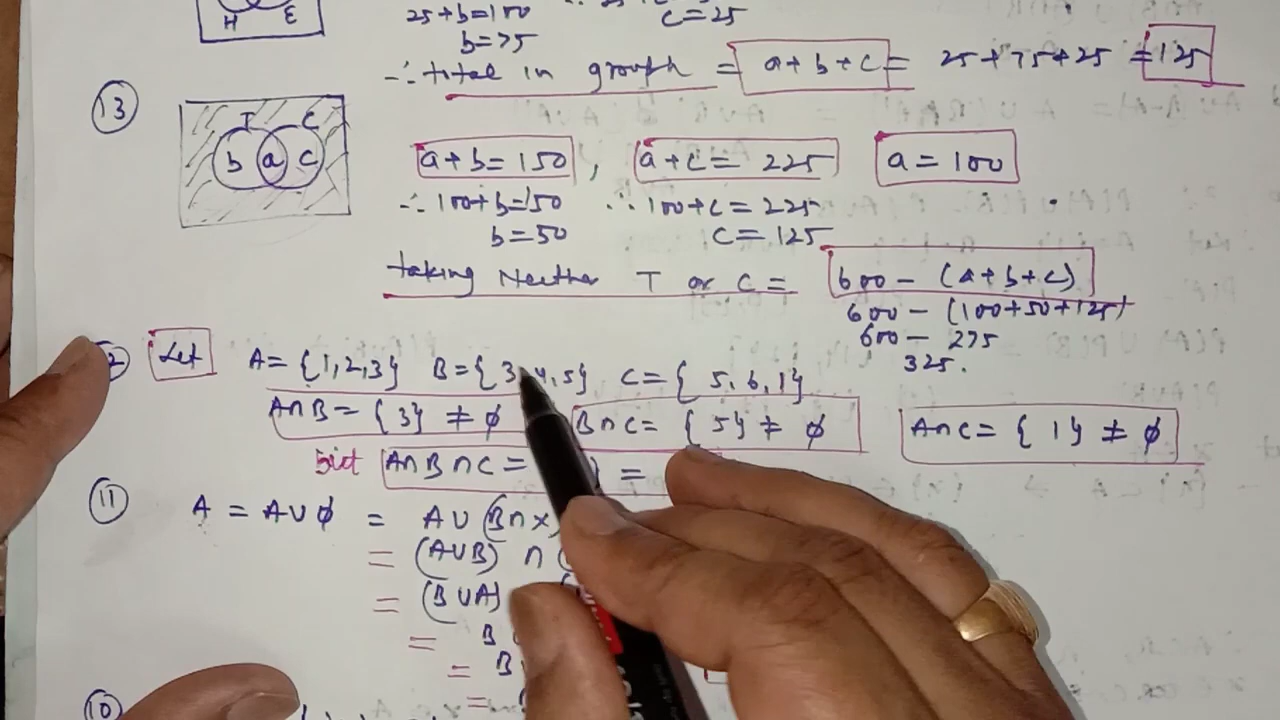 H E
25+b=100
c=25
b=75
∴ total in group = a+b+c = 25+75+25 = 125
13
T C
b a c
a+b=150 , a+c= 225 a=100
∴ 100+b=150 ∴ 100+c=225
b=50 c=125
taking Neither T or C = 600 - (a+b+c)
600 - (100+50+125)
600 - 275
325.
2 Let A={1,2,3} B={3,4,5} C={5,6,1}
A∩B={3}≠ϕ B∩C={5}≠ϕ A∩C={1}≠ϕ
but A∩B∩C= } =
11 A = A∪ϕ = A∪(B∩X
= (A∪B) ∩
= (B∪A)
= B
= B
=
10